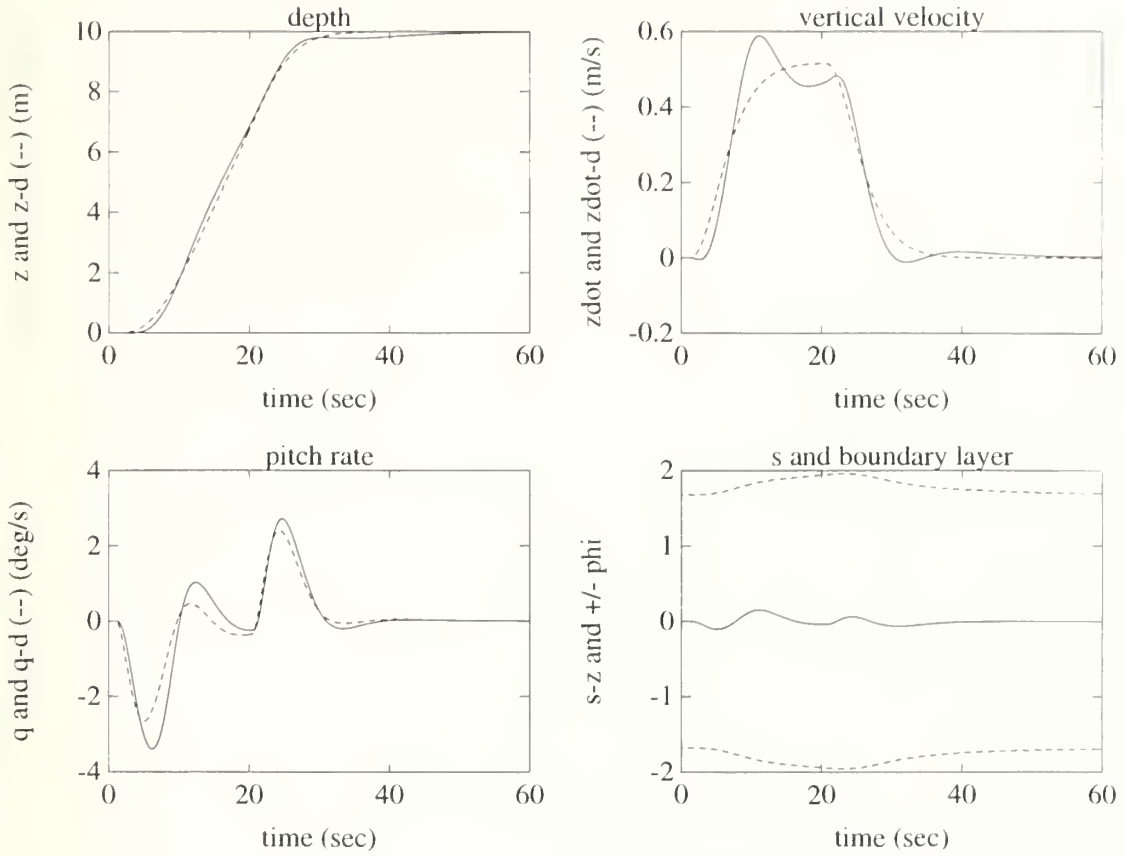 depth
z and z-d (--) (m)
10
8
6
4
2
0
0 20 40 60
time (sec)
vertical velocity
zdot and zdot-d (--) (m/s)
0.6
0.4
0.2
0
-0.2
0 20 40 60
time (sec)
pitch rate
q and q-d (--) (deg/s)
4
2
0
-2
-4
0 20 40 60
time (sec)
s and boundary layer
s-z and +/- phi
2
1
0
-1
-2
0 20 40 60
time (sec)